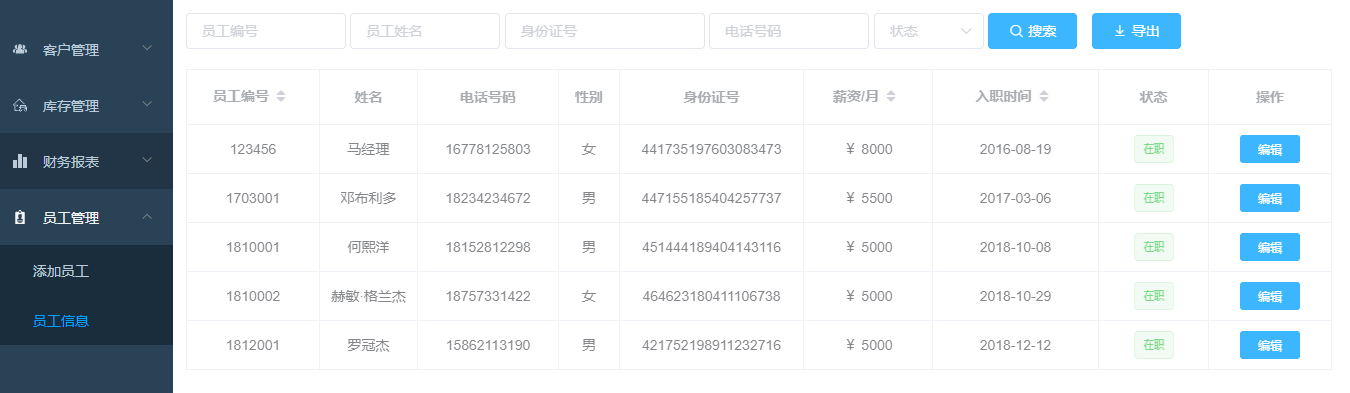 客户管理
库存管理
财务报表
员工管理
添加员工
员工信息
员工编号 员工姓名 身份证号 电话号码 状态 搜索 导出
员工编号 姓名 电话号码 性别 身份证号 薪资/月 入职时间 状态 操作
123456 马经理 16778125803 女 441735197603083473 ¥ 8000 2016-08-19 在职 编辑
1703001 邓布利多 18234234672 男 447155185404257737 ¥ 5500 2017-03-06 在职 编辑
1810001 何熙洋 18152812298 男 451444189404143116 ¥ 5000 2018-10-08 在职 编辑
1810002 赫敏·格兰杰 18757331422 女 464623180411106738 ¥ 5000 2018-10-29 在职 编辑
1812001 罗冠杰 15862113190 男 421752198911232716 ¥ 5000 2018-12-12 在职 编辑